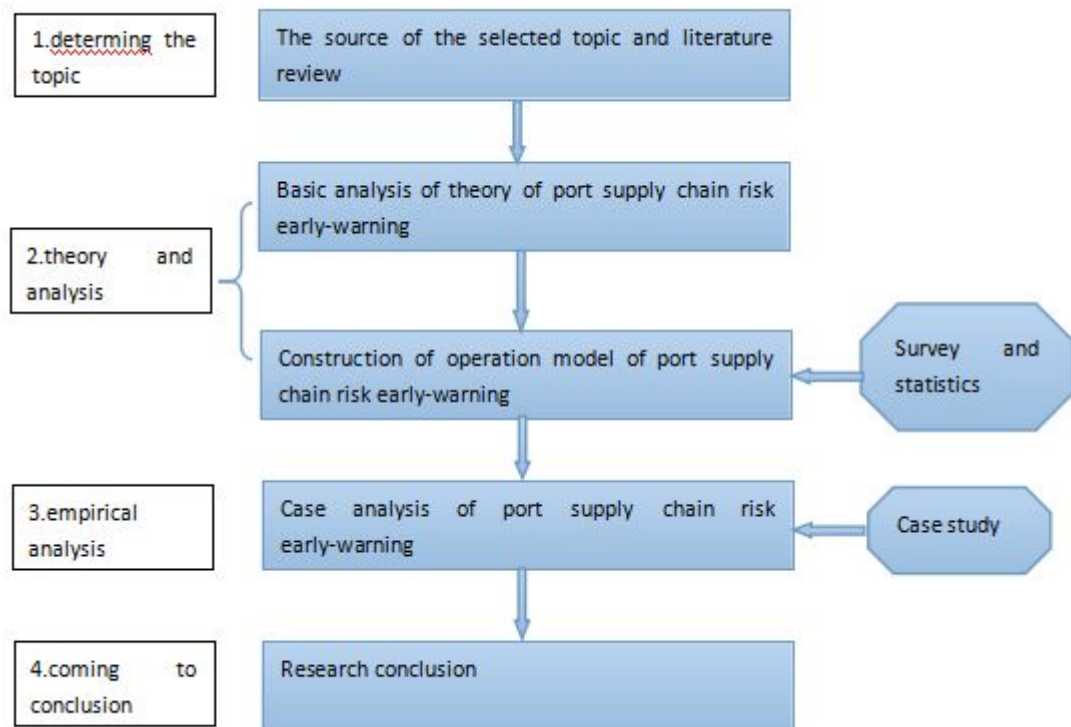 1.determing the
topic
The source of the selected topic and literature
review
Basic analysis of theory of port supply chain risk
early-warning
2.theory and
analysis
Construction of operation model of port supply
chain risk early-warning
Survey and
statistics
3.empirical
analysis
Case analysis of port supply chain risk
early-warning
Case study
4.coming to
conclusion
Research conclusion